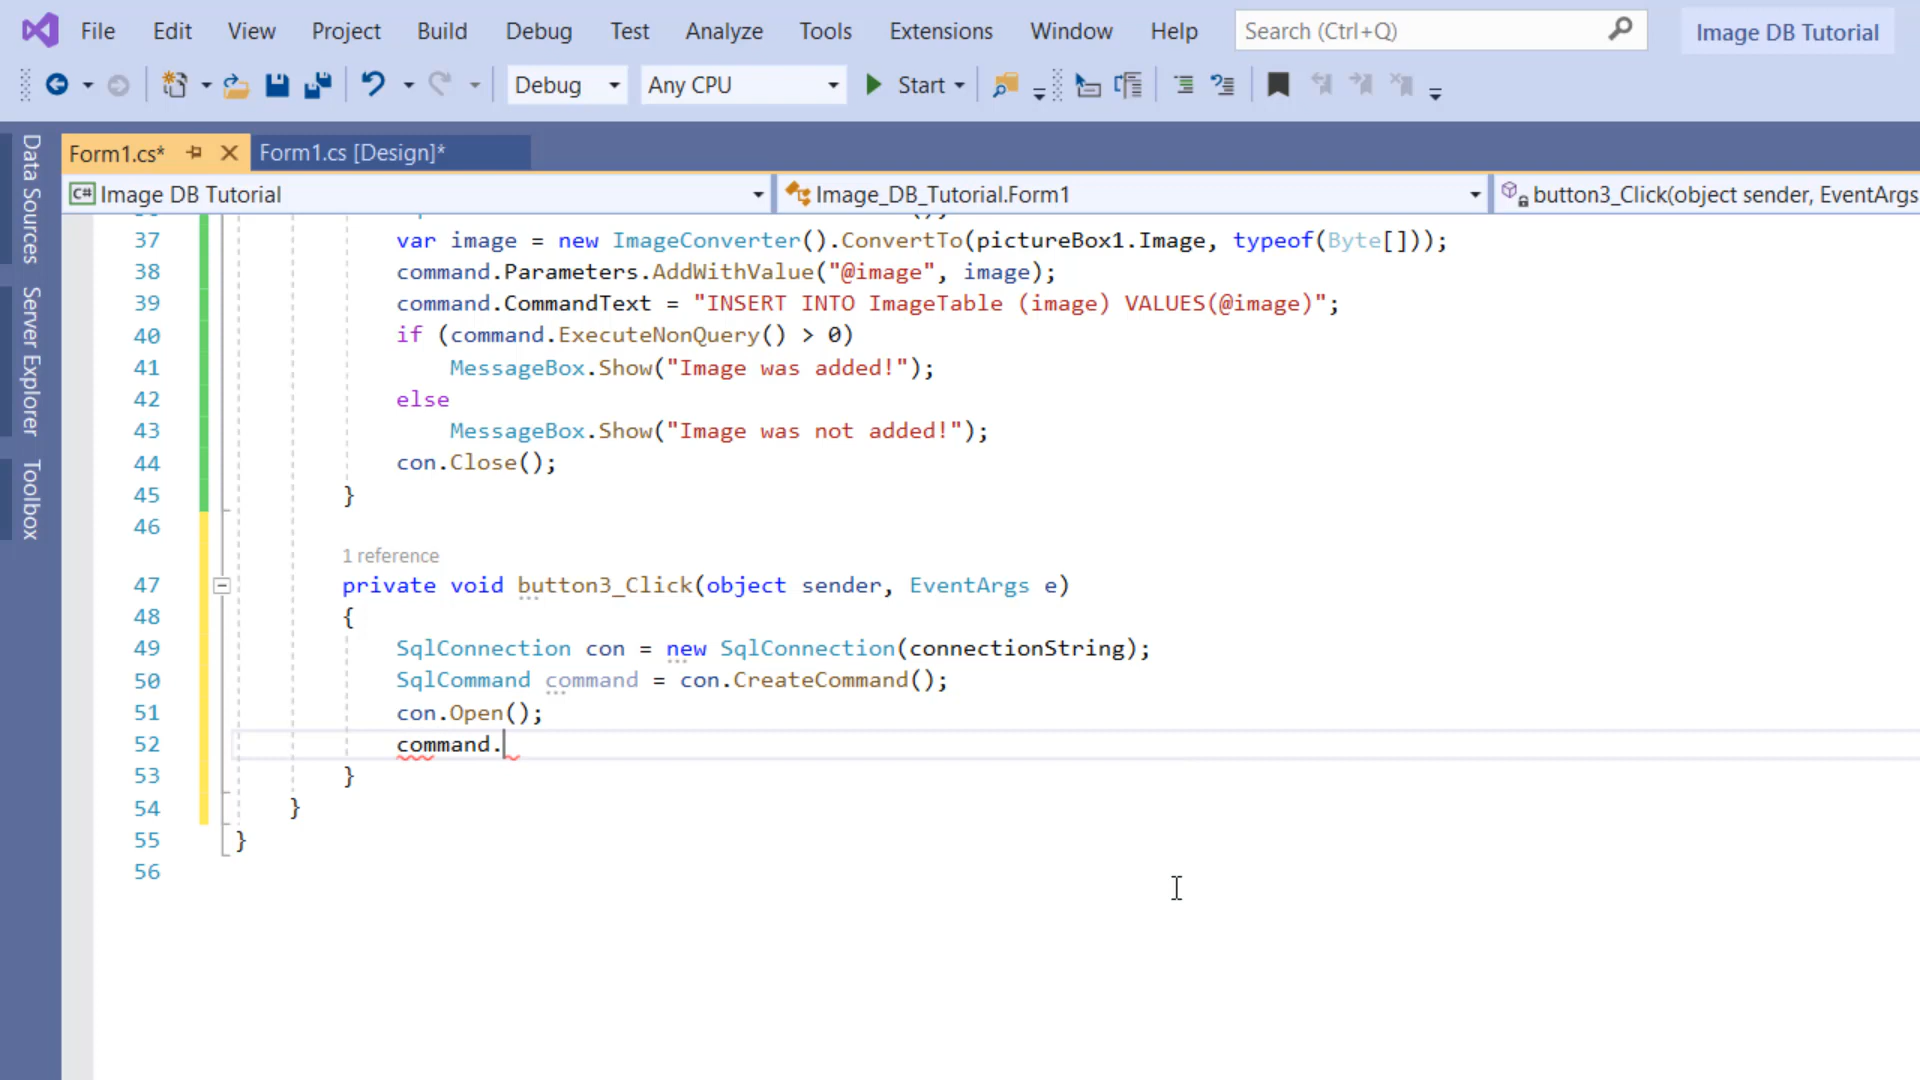 File Edit View Project Build Debug Test Analyze Tools Extensions Window Help Search (Ctrl+Q) Image DB Tutorial
Debug Any CPU Start
Data Sources
Server Explorer
Toolbox
Form1.cs* Form1.cs [Design]*
C# Image DB Tutorial Image_DB_Tutorial.Form1 button3_Click(object sender, EventArgs
37 var image = new ImageConverter().ConvertTo(pictureBox1.Image, typeof(Byte[]));
38 command.Parameters.AddWithValue("@image", image);
39 command.CommandText = "INSERT INTO ImageTable (image) VALUES(@image)";
40 if (command.ExecuteNonQuery() > 0)
41 MessageBox.Show("Image was added!");
42 else
43 MessageBox.Show("Image was not added!");
44 con.Close();
45 }
46
1 reference
47 private void button3_Click(object sender, EventArgs e)
48 {
49 SqlConnection con = new SqlConnection(connectionString);
50 SqlCommand command = con.CreateCommand();
51 con.Open();
52 command.
53 }
54 }
55 }
56